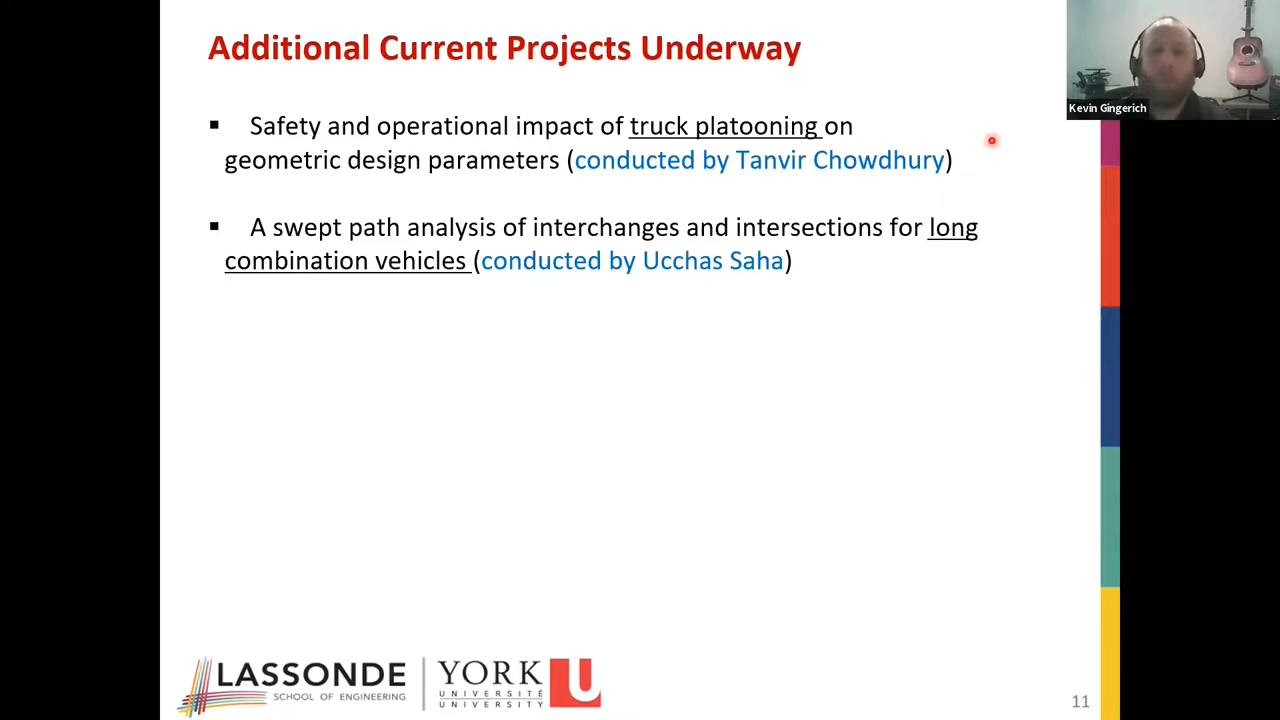 Additional Current Projects Underway
Kevin Gingerich
▪ Safety and operational impact of truck platooning on
geometric design parameters (conducted by Tanvir Chowdhury)
▪ A swept path analysis of interchanges and intersections for long
combination vehicles (conducted by Ucchas Saha)
LASSONDE
SCHOOL OF ENGINEERING
YORK
UNIVERSITÉ
UNIVERSITY
U
11